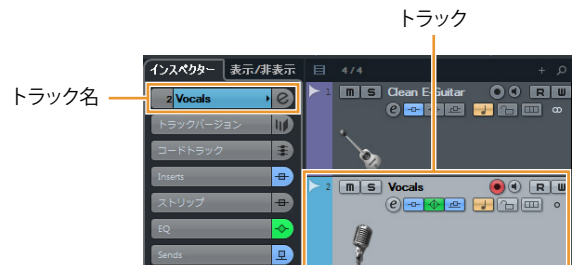 トラック
インスペクター 表示/非表示 4/4 +
トラック名
2 Vocals
1 m S Clean E-Guitar R W
e
トラックバージョン
コードトラック
Inserts
2 m S Vocals R W
e
ストリップ
EQ
Sends